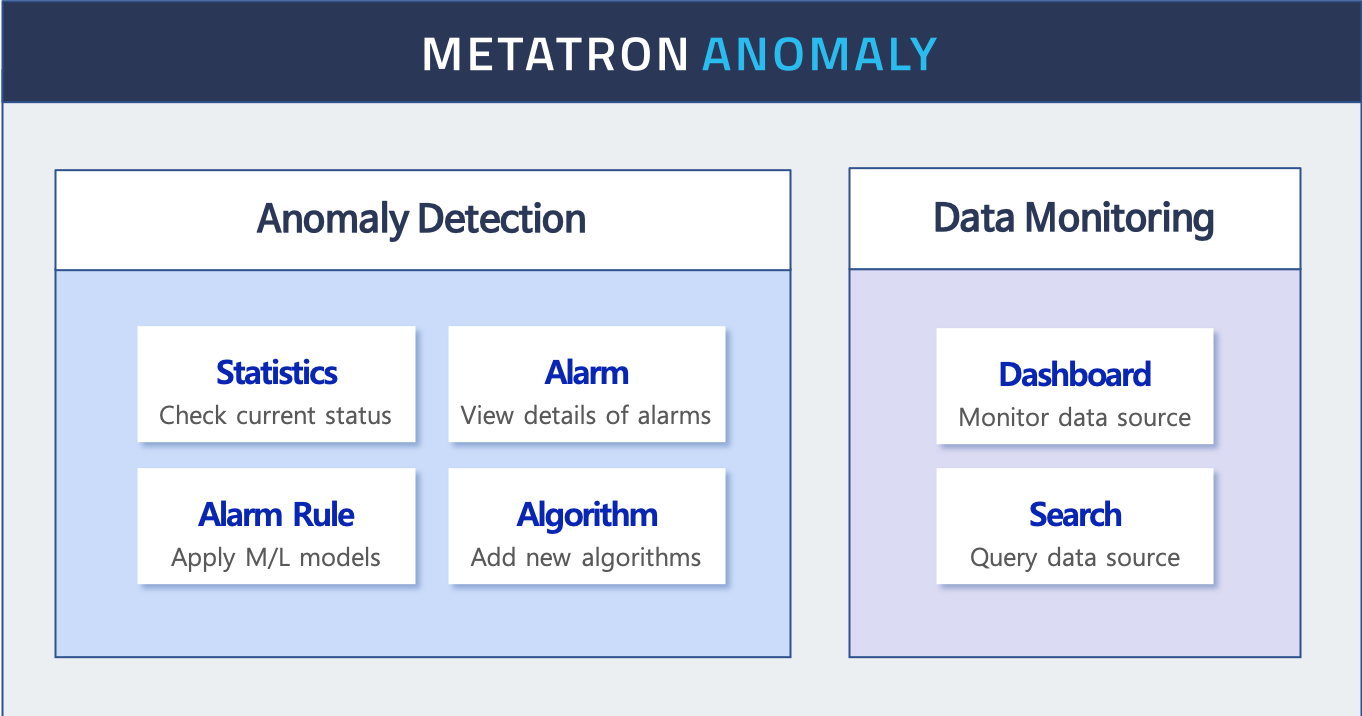 METATRON ANOMALY
Anomaly Detection
Statistics
Check current status
Alarm
View details of alarms
Alarm Rule
Apply M/L models
Algorithm
Add new algorithms
Data Monitoring
Dashboard
Monitor data source
Search
Query data source